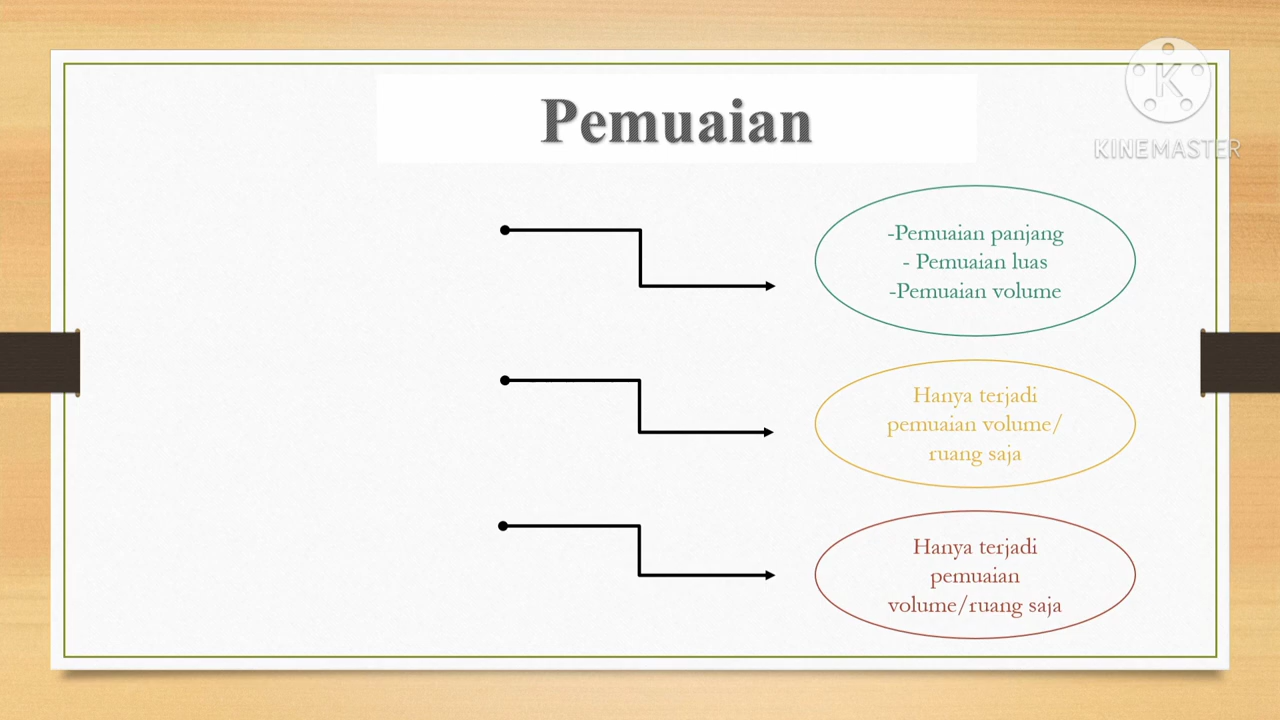 Pemuaian
KINEMASTER
-Pemuaian panjang
- Pemuaian luas
-Pemuaian volume
Hanya terjadi
pemuaian volume/
ruang saja
Hanya terjadi
pemuaian
volume/ruang saja